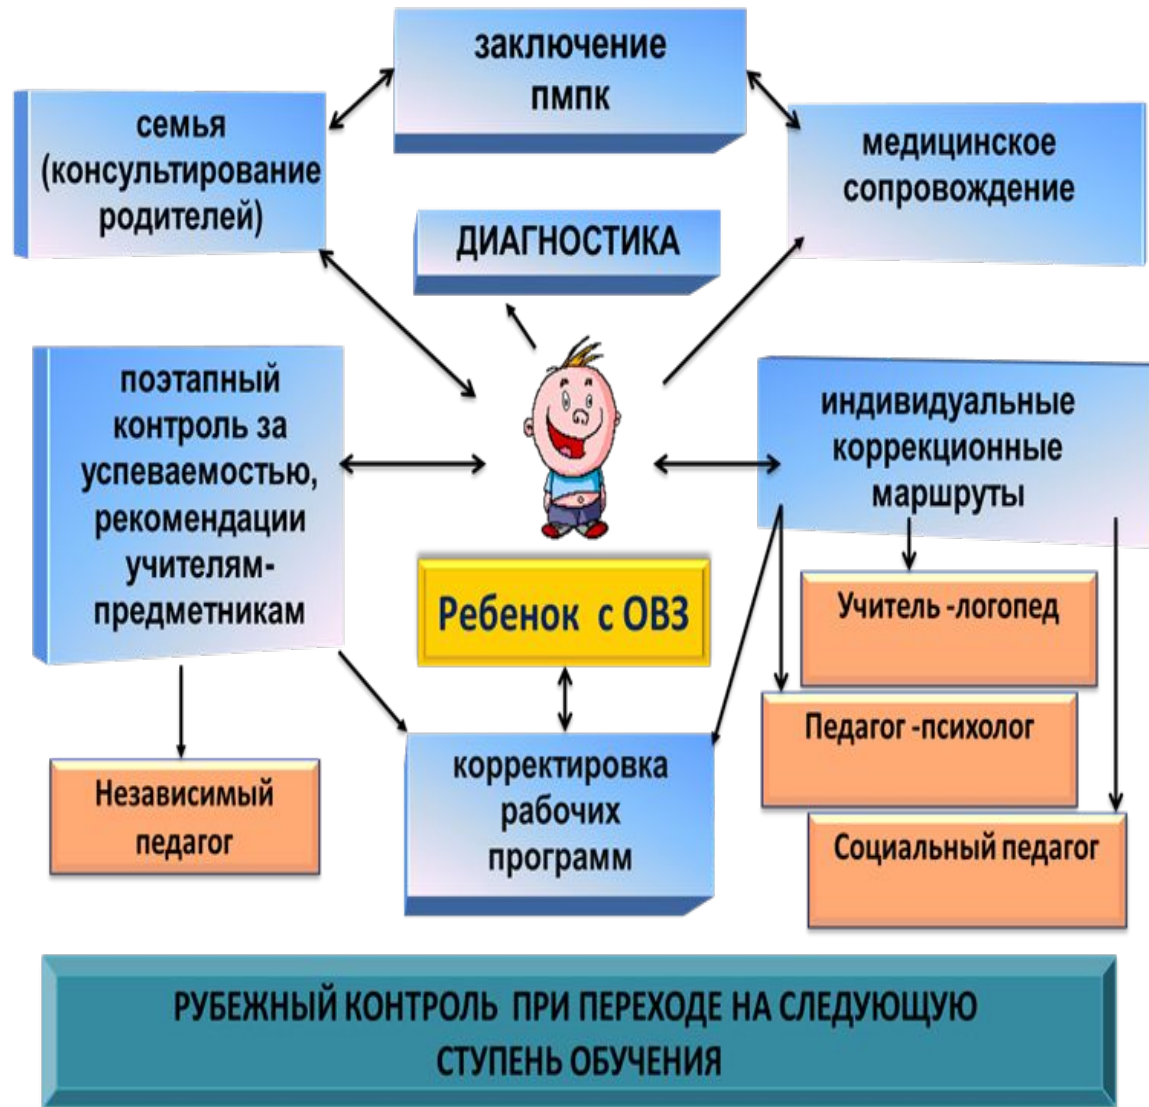 заключение
пмпк
семья
(консультирование
родителей)
медицинское
сопровождение
ДИАГНОСТИКА
поэтапный
контроль за
успеваемостью,
рекомендации
учителям-
предметникам
индивидуальные
коррекционные
маршруты
Ребенок с ОВЗ
Учитель -логопед
Педагог -психолог
Социальный педагог
Независимый
педагог
корректировка
рабочих
программ
РУБЕЖНЫЙ КОНТРОЛЬ ПРИ ПЕРЕХОДЕ НА СЛЕДУЮЩУЮ
СТУПЕНЬ ОБУЧЕНИЯ